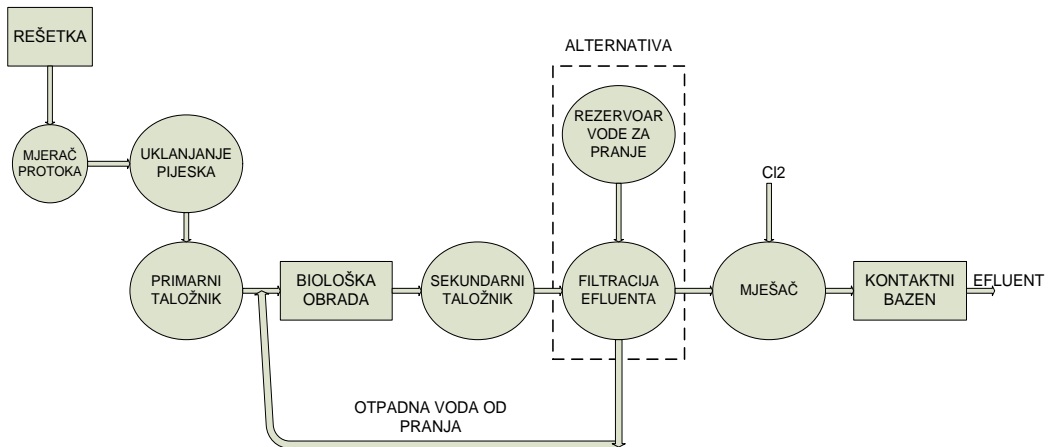 REŠETKA
ALTERNATIVA
REZERVOAR
VODE ZA
PRANJE
MJERAČ
PROTOKA
UKLANJANJE
PIJESKA
Cl2
PRIMARNI
TALOŽNIK
BIOLOŠKA
OBRADA
SEKUNDARNI
TALOŽNIK
FILTRACIJA
EFLUENTA
MJEŠAČ
KONTAKTNI
BAZEN
EFLUENT
OTPADNA VODA OD
PRANJA